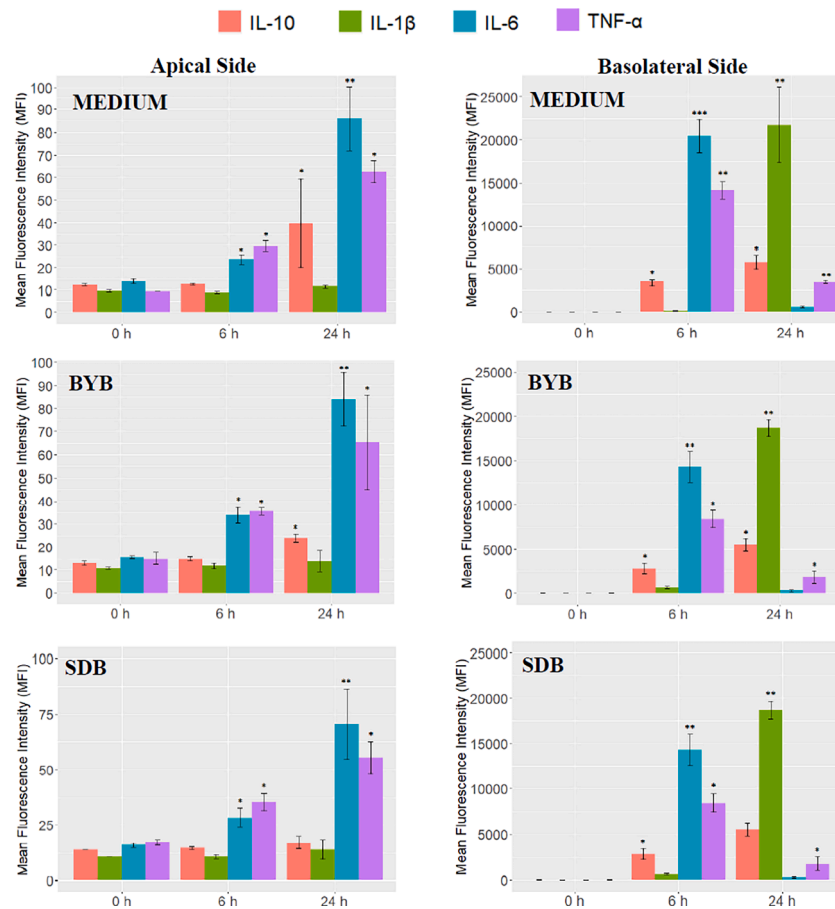 IL-10 IL-1β IL-6 TNF-α
Apical Side
Basolateral Side
MEDIUM
Mean Fluorescence Intensity (MFI)
100
90
80
70
60
50
40
30
20
10
0
* * ** * *
0 h 6 h 24 h
MEDIUM
Mean Fluorescence Intensity (MFI)
25000
20000
15000
10000
5000
0
* *** ** * ** **
0 h 6 h 24 h
BYB
Mean Fluorescence Intensity (MFI)
100
90
80
70
60
50
40
30
20
10
0
* * * ** *
0 h 6 h 24 h
BYB
Mean Fluorescence Intensity (MFI)
25000
20000
15000
10000
5000
0
* ** * * ** *
0 h 6 h 24 h
SDB
Mean Fluorescence Intensity (MFI)
100
75
50
25
0
* * ** *
0 h 6 h 24 h
SDB
Mean Fluorescence Intensity (MFI)
25000
20000
15000
10000
5000
0
* ** * ** *
0 h 6 h 24 h